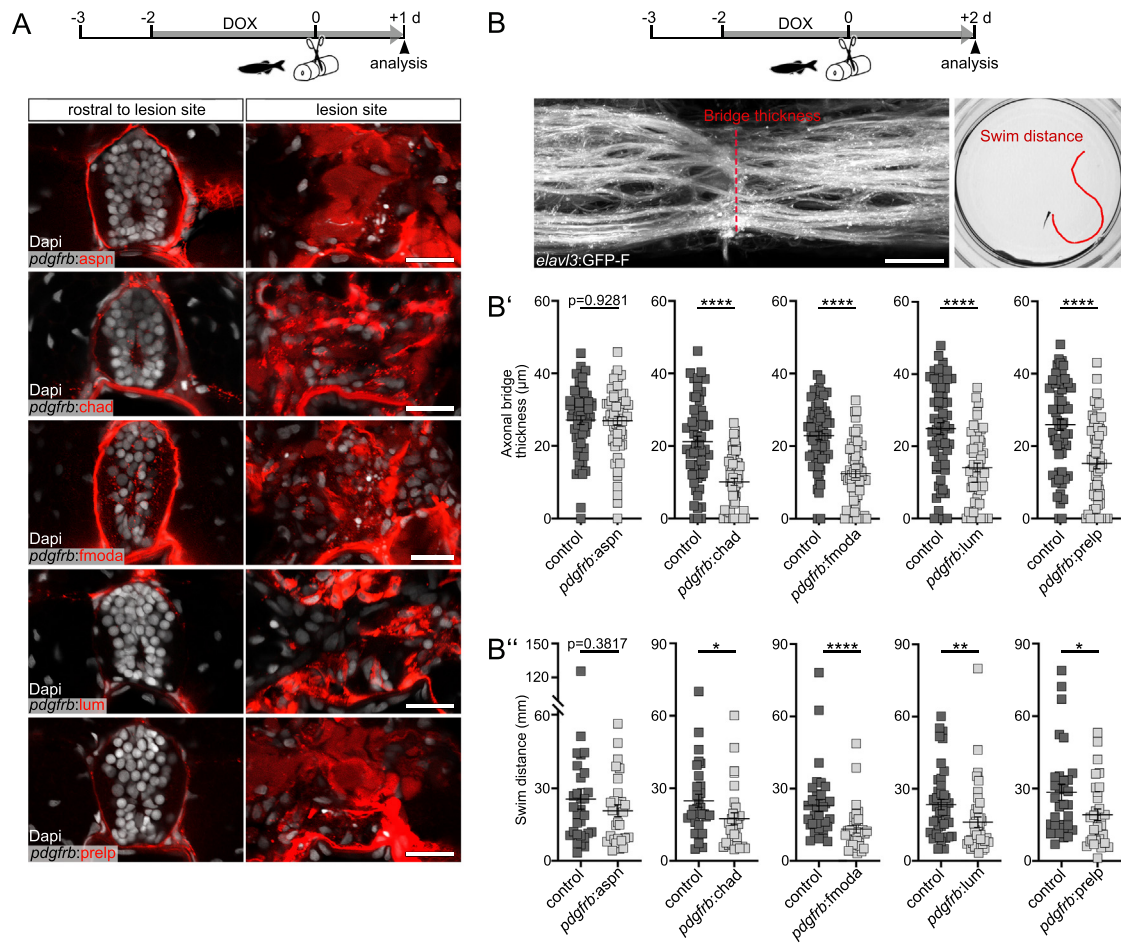 A
-3 -2 DOX 0 +1 d
analysis
rostral to lesion site lesion site
Dapi
pdgfrb:aspn
Dapi
pdgfrb:chad
Dapi
pdgfrb:fmoda
Dapi
pdgfrb:lum
Dapi
pdgfrb:prelp
B
-3 -2 DOX 0 +2 d
analysis
Bridge thickness
elavl3:GFP-F
Swim distance
B'
Axonal bridge
thickness (µm)
60 40 20 0
p=0.9281
control pdgfrb:aspn
60 40 20 0
****
control pdgfrb:chad
60 40 20 0
****
control pdgfrb:fmoda
60 40 20 0
****
control pdgfrb:lum
60 40 20 0
****
control pdgfrb:prelp
B"
Swim distance (mm)
150 120 60 30 0
p=0.3817
control pdgfrb:aspn
90 60 30 0
*
control pdgfrb:chad
90 60 30 0
****
control pdgfrb:fmoda
90 60 30 0
**
control pdgfrb:lum
90 60 30 0
*
control pdgfrb:prelp